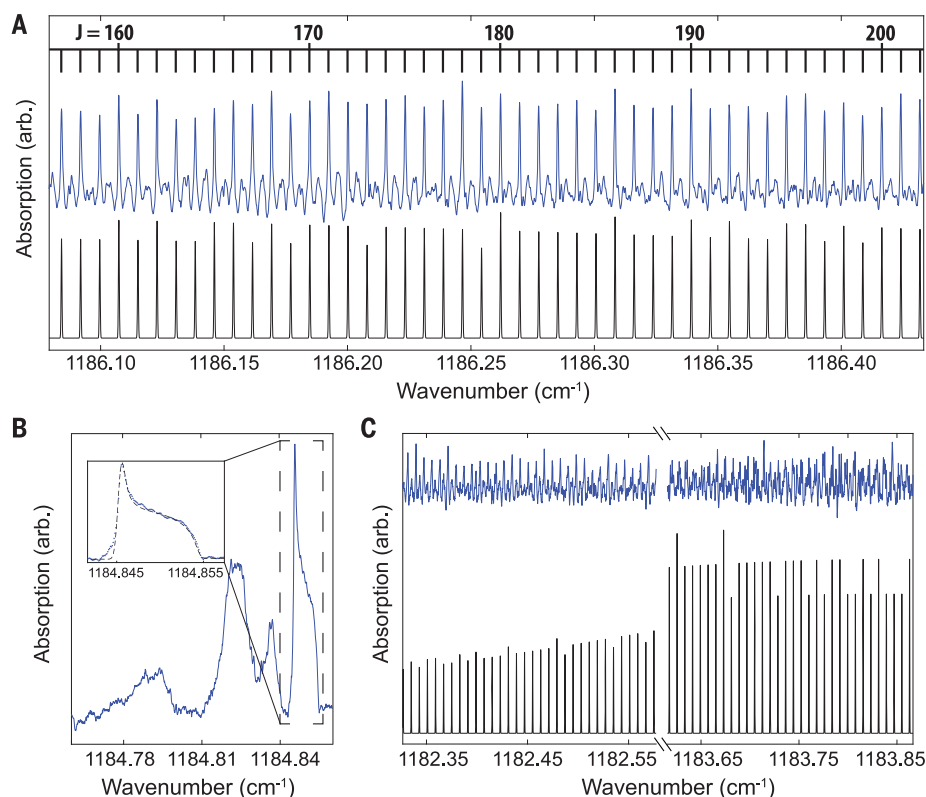 A
J = 160 170 180 190 200
Absorption (arb.)
1186.10 1186.15 1186.20 1186.25 1186.30 1186.35 1186.40
Wavenumber (cm⁻¹)
B
Absorption (arb.)
1184.845 1184.855
1184.78 1184.81 1184.84
Wavenumber (cm⁻¹)
C
Absorption (arb.)
1182.35 1182.45 1182.55 1183.65 1183.75 1183.85
Wavenumber (cm⁻¹)